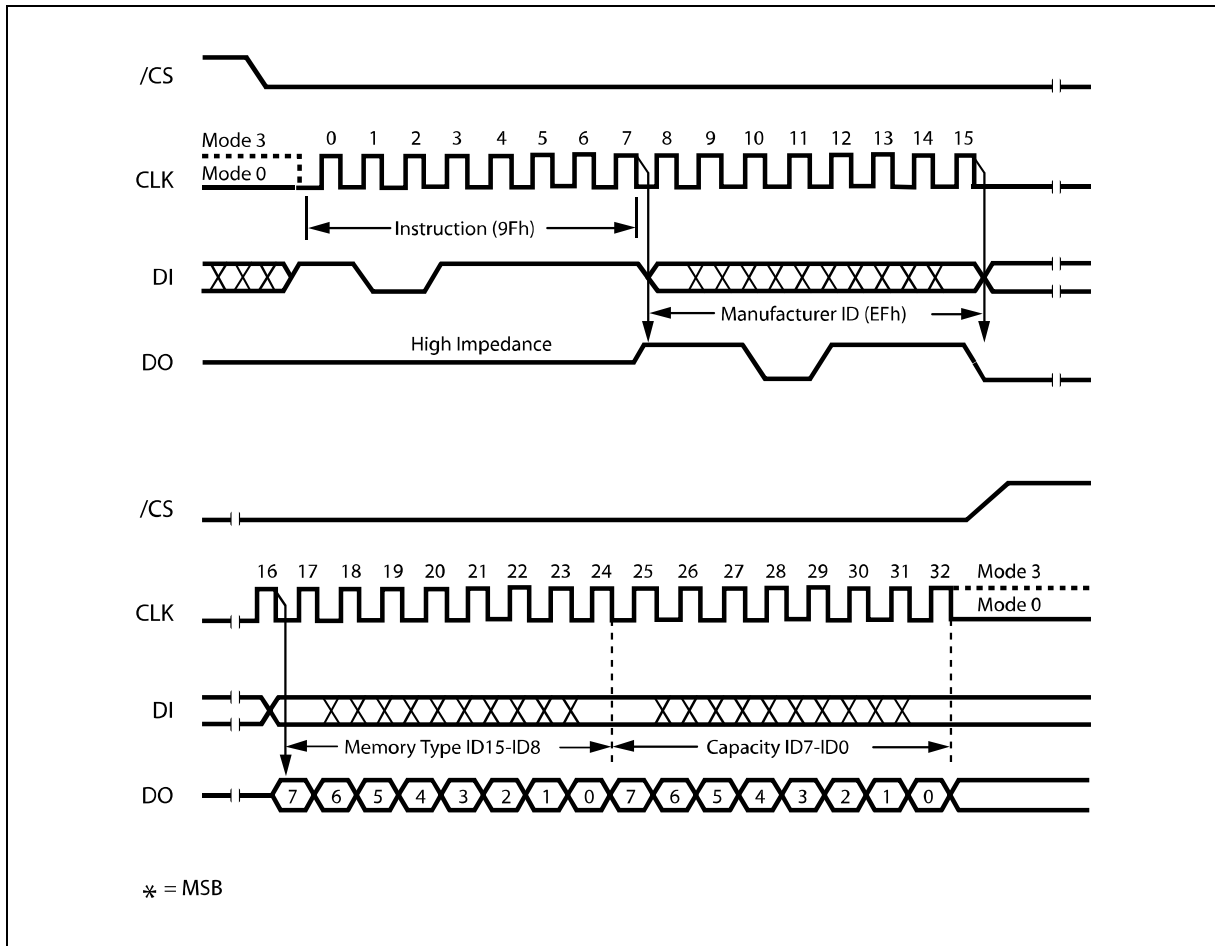 /CS
Mode 3
0 1 2 3 4 5 6 7 8 9 10 11 12 13 14 15
Mode 0
CLK
Instruction (9Fh)
DI
Manufacturer ID (EFh)
High Impedance
DO
/CS
16 17 18 19 20 21 22 23 24 25 26 27 28 29 30 31 32
Mode 3
Mode 0
CLK
DI
Memory Type ID15-ID8
Capacity ID7-ID0
DO
7 6 5 4 3 2 1 0 7 6 5 4 3 2 1 0
* = MSB